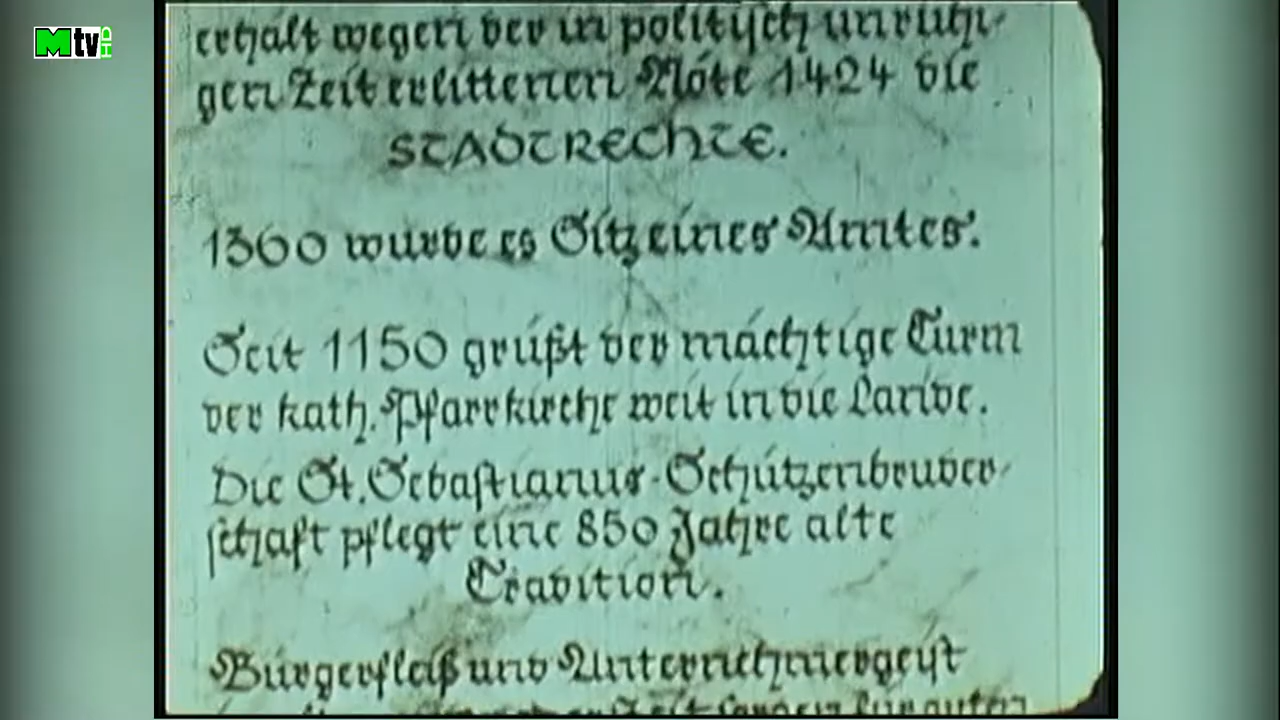 Mtv HD
erhält wegen der in politisch unruhi-
gen Zeit erlittenen Nöte 1424 die
STADTRECHTE.
1360 wurde es Sitz eines Amtes.
Seit 1150 grüßt der mächtige Turm
der kath. Pfarrkirche weit in die Lande.
Die St. Sebastianus-Schützenbruder-
schaft pflegt eine 850 Jahre alte
Tradition.
Bürgerfleiß und Unternehmergeist